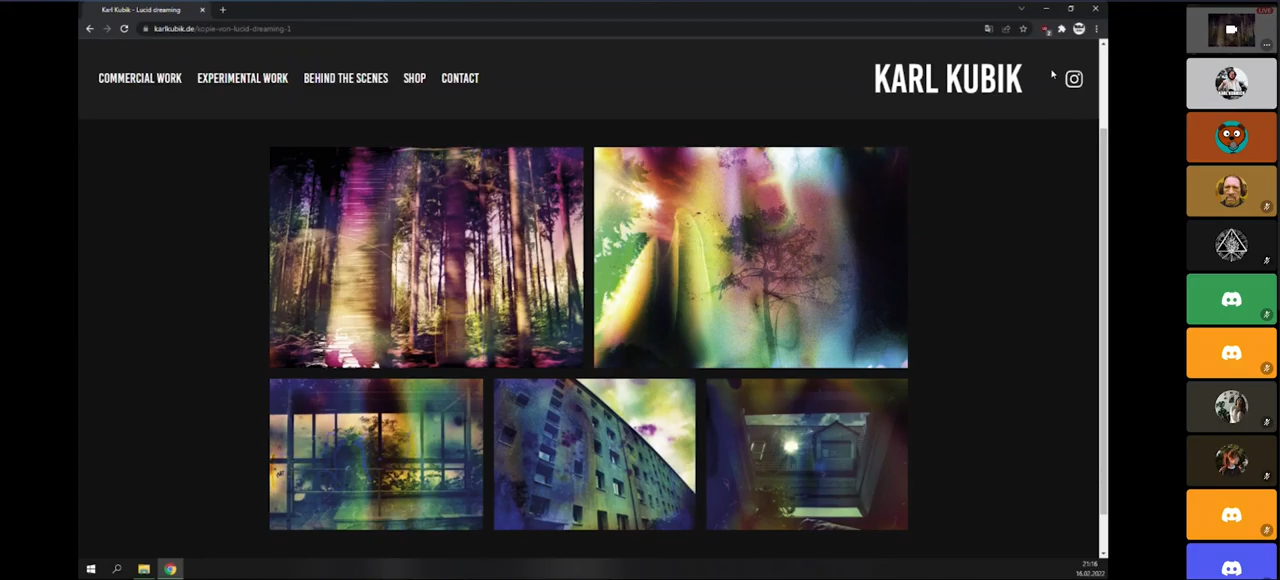 Karl Kubik - Lucid dreaming
karlkubik.de/kopie-von-lucid-dreaming-1
COMMERCIAL WORK EXPERIMENTAL WORK BEHIND THE SCENES SHOP CONTACT
KARL KUBIK
LIVE
21:16
16.02.2022